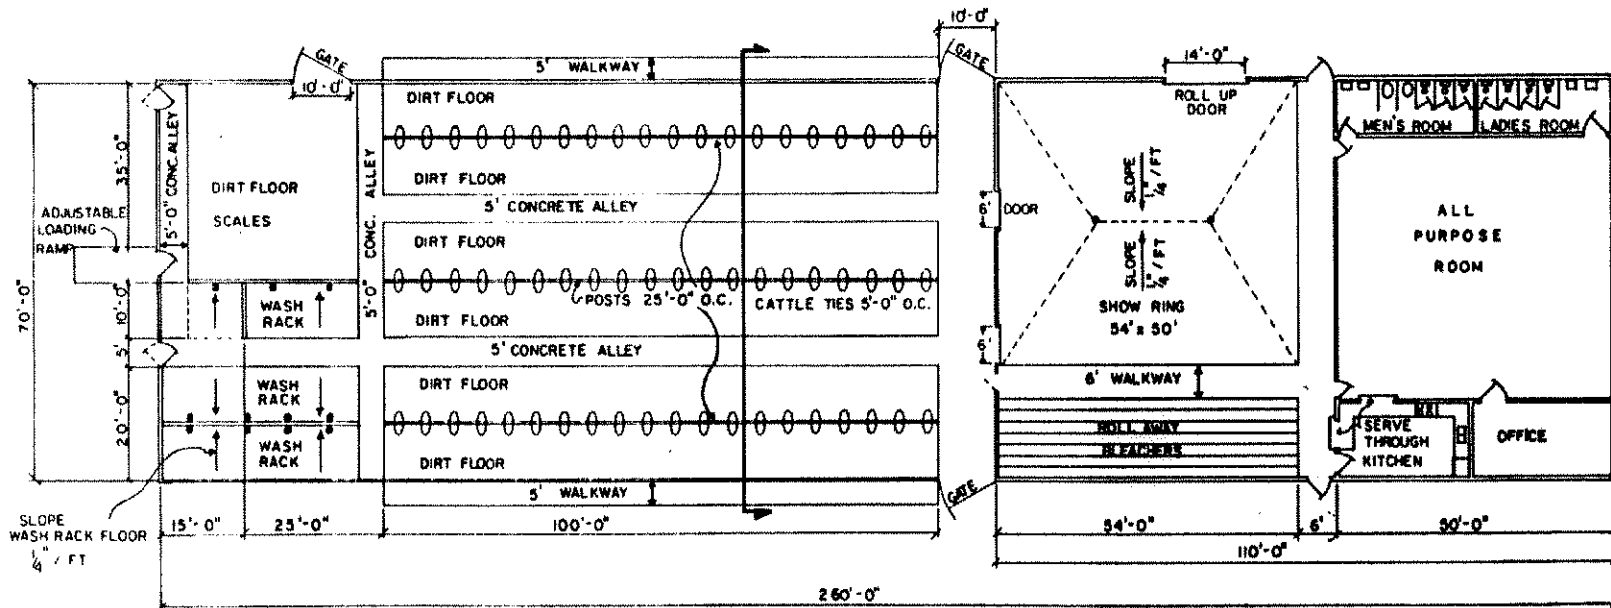 10'-0"
GATE
10'-0"
5' WALKWAY
GATE
14'-0"
DIRT FLOOR
ROLL UP
DOOR
MEN'S ROOM
LADIES ROOM
35'-0"
5'-0" CONC. ALLEY
DIRT FLOOR
SCALES
5'-0" CONC. ALLEY
DIRT FLOOR
5' CONCRETE ALLEY
6'
DOOR
SLOPE
1/4" / FT
ALL
PURPOSE
ROOM
ADJUSTABLE
LOADING
RAMP
70'-0"
DIRT FLOOR
SLOPE
1/4" / FT
10'-0"
WASH
RACK
POSTS 25'-0" O.C.
CATTLE TIES 5'-0" O.C.
SHOW RING
54' x 50'
DIRT FLOOR
5'
5' CONCRETE ALLEY
6'
20'-0"
WASH
RACK
DIRT FLOOR
6' WALKWAY
WASH
RACK
ROLL AWAY
BLEACHERS
SERVE
THROUGH
KITCHEN
OFFICE
DIRT FLOOR
5' WALKWAY
GATE
SLOPE
WASH RACK FLOOR
1/4" / FT
15'-0"
25'-0"
100'-0"
54'-0"
6'
50'-0"
110'-0"
260'-0"